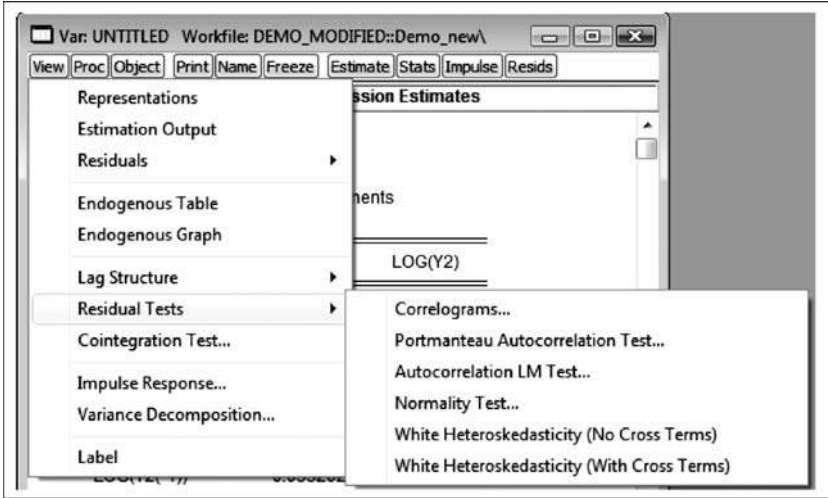 Var: UNTITLED Workfile: DEMO_MODIFIED::Demo_new\
View Proc Object Print Name Freeze Estimate Stats Impulse Resids
Representations
Estimation Output
Residuals
Endogenous Table
Endogenous Graph
Lag Structure
Residual Tests
Cointegration Test...
Impulse Response...
Variance Decomposition...
Label
Estimates
LOG(Y2)
Correlograms...
Portmanteau Autocorrelation Test...
Autocorrelation LM Test...
Normality Test...
White Heteroskedasticity (No Cross Terms)
White Heteroskedasticity (With Cross Terms)